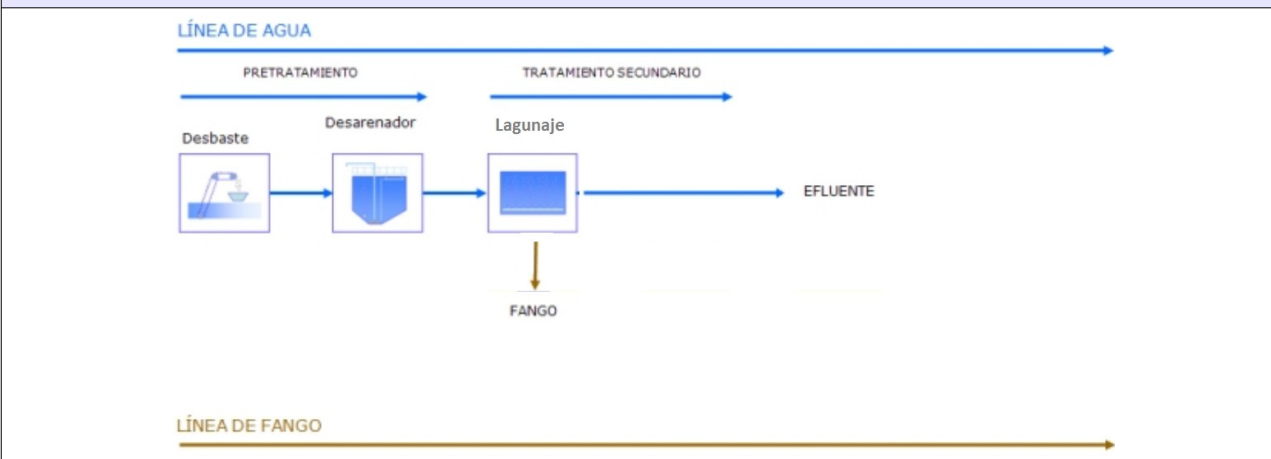 LÍNEA DE AGUA
PRETRATAMIENTO
TRATAMIENTO SECUNDARIO
Desbaste
Desarenador
Lagunaje
EFLUENTE
FANGO
LÍNEA DE FANGO